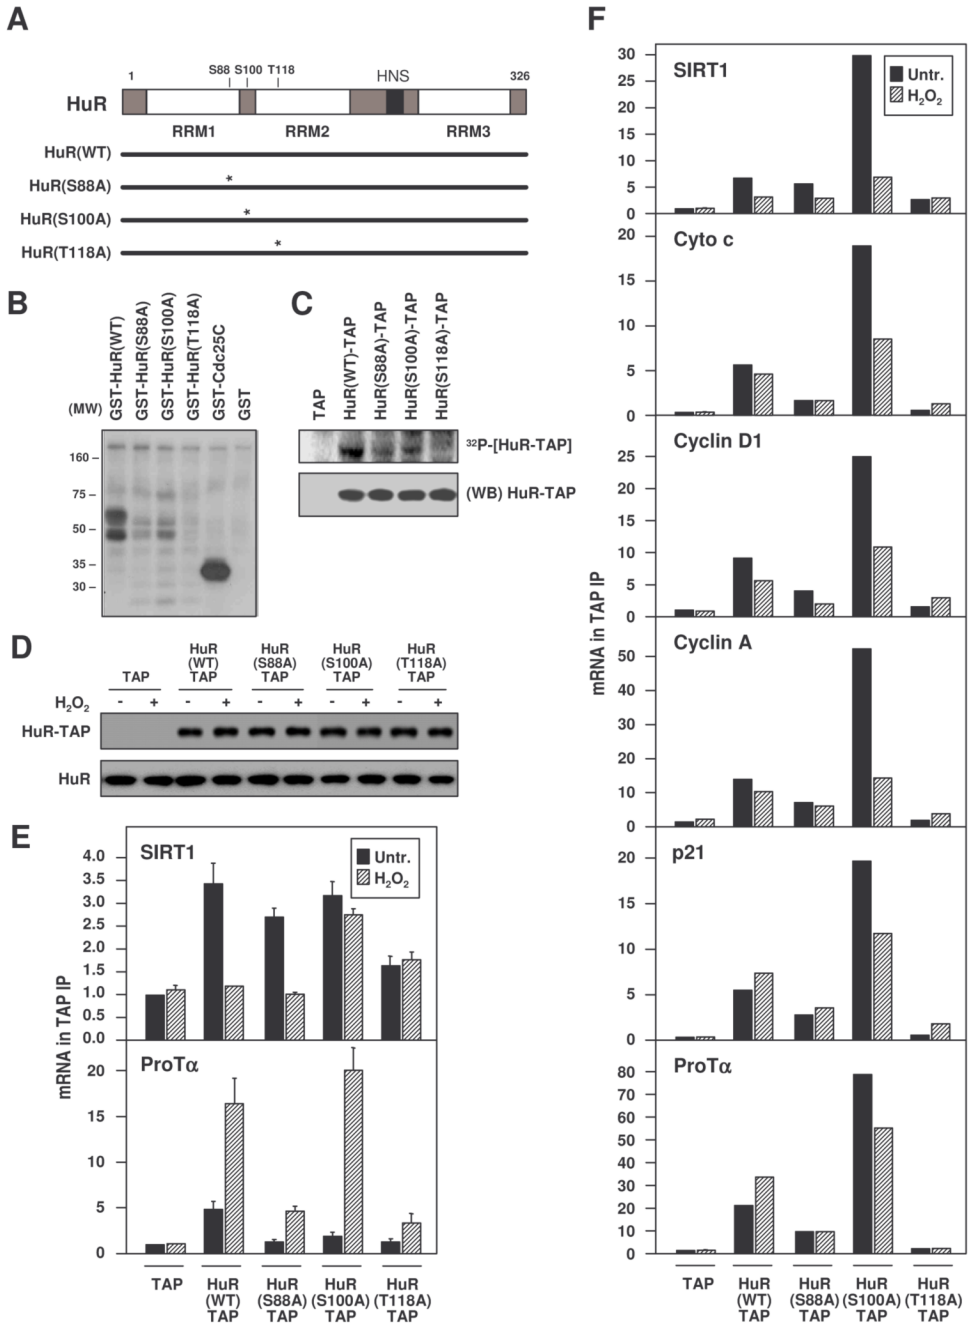 A
1
S88 S100 T118
HNS
326
HuR
RRM1
RRM2
RRM3
HuR(WT)
HuR(S88A)
*
HuR(S100A)
*
HuR(T118A)
*
B
(MW)
GST-HuR(WT)
GST-HuR(S88A)
GST-HuR(S100A)
GST-HuR(T118A)
GST-Cdc25C
GST
160 –
75 –
50 –
35 –
30 –
C
TAP
HuR(WT)-TAP
HuR(S88A)-TAP
HuR(S100A)-TAP
HuR(S118A)-TAP
³²P-[HuR-TAP]
(WB) HuR-TAP
D
TAP
HuR (WT) TAP
HuR (S88A) TAP
HuR (S100A) TAP
HuR (T118A) TAP
H₂O₂ - + - + - + - + - +
HuR-TAP
HuR
E
mRNA in TAP IP
SIRT1
Untr.
H₂O₂
4.0
3.5
3.0
2.5
2.0
1.5
1.0
0.5
0.0
ProTα
20
15
10
5
0
TAP
HuR (WT) TAP
HuR (S88A) TAP
HuR (S100A) TAP
HuR (T118A) TAP
F
mRNA in TAP IP
SIRT1
Untr.
H₂O₂
30
25
20
15
10
5
0
Cyto c
20
15
10
5
0
Cyclin D1
25
20
15
10
5
0
Cyclin A
50
40
30
20
10
0
p21
20
15
10
5
0
ProTα
80
70
60
50
40
30
20
10
0
TAP
HuR (WT) TAP
HuR (S88A) TAP
HuR (S100A) TAP
HuR (T118A) TAP